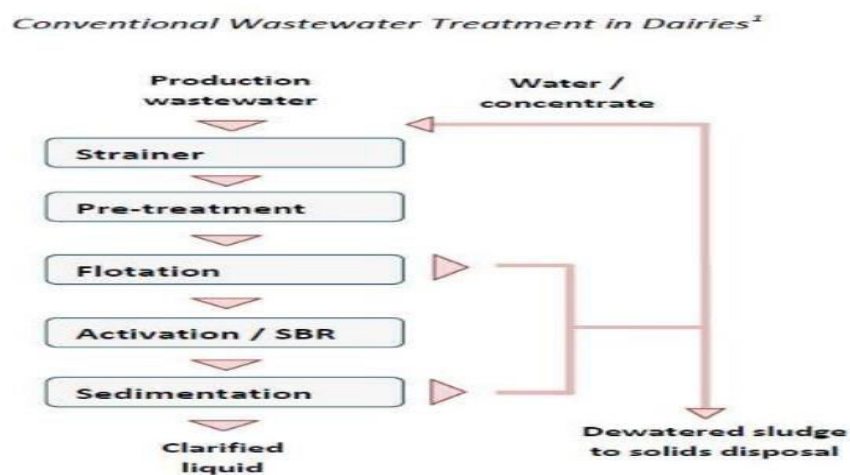 Conventional Wastewater Treatment in Dairies¹
Production
wastewater
Water /
concentrate
Strainer
Pre-treatment
Flotation
Activation / SBR
Sedimentation
Clarified
liquid
Dewatered sludge
to solids disposal